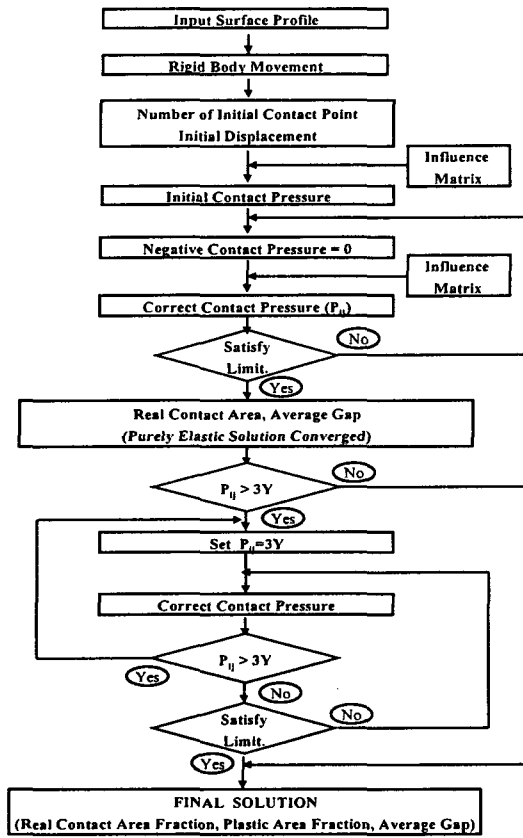 Input Surface Profile
Rigid Body Movement
Number of Initial Contact Point
Initial Displacement
Influence
Matrix
Initial Contact Pressure
Negative Contact Pressure = 0
Influence
Matrix
Correct Contact Pressure (Pij)
Satisfy
Limit.
No
Yes
Real Contact Area, Average Gap
(Purely Elastic Solution Converged)
Pij > 3Y
No
Yes
Set Pij=3Y
Correct Contact Pressure
Pij > 3Y
Yes
No
Satisfy
Limit.
No
Yes
FINAL SOLUTION
(Real Contact Area Fraction, Plastic Area Fraction, Average Gap)